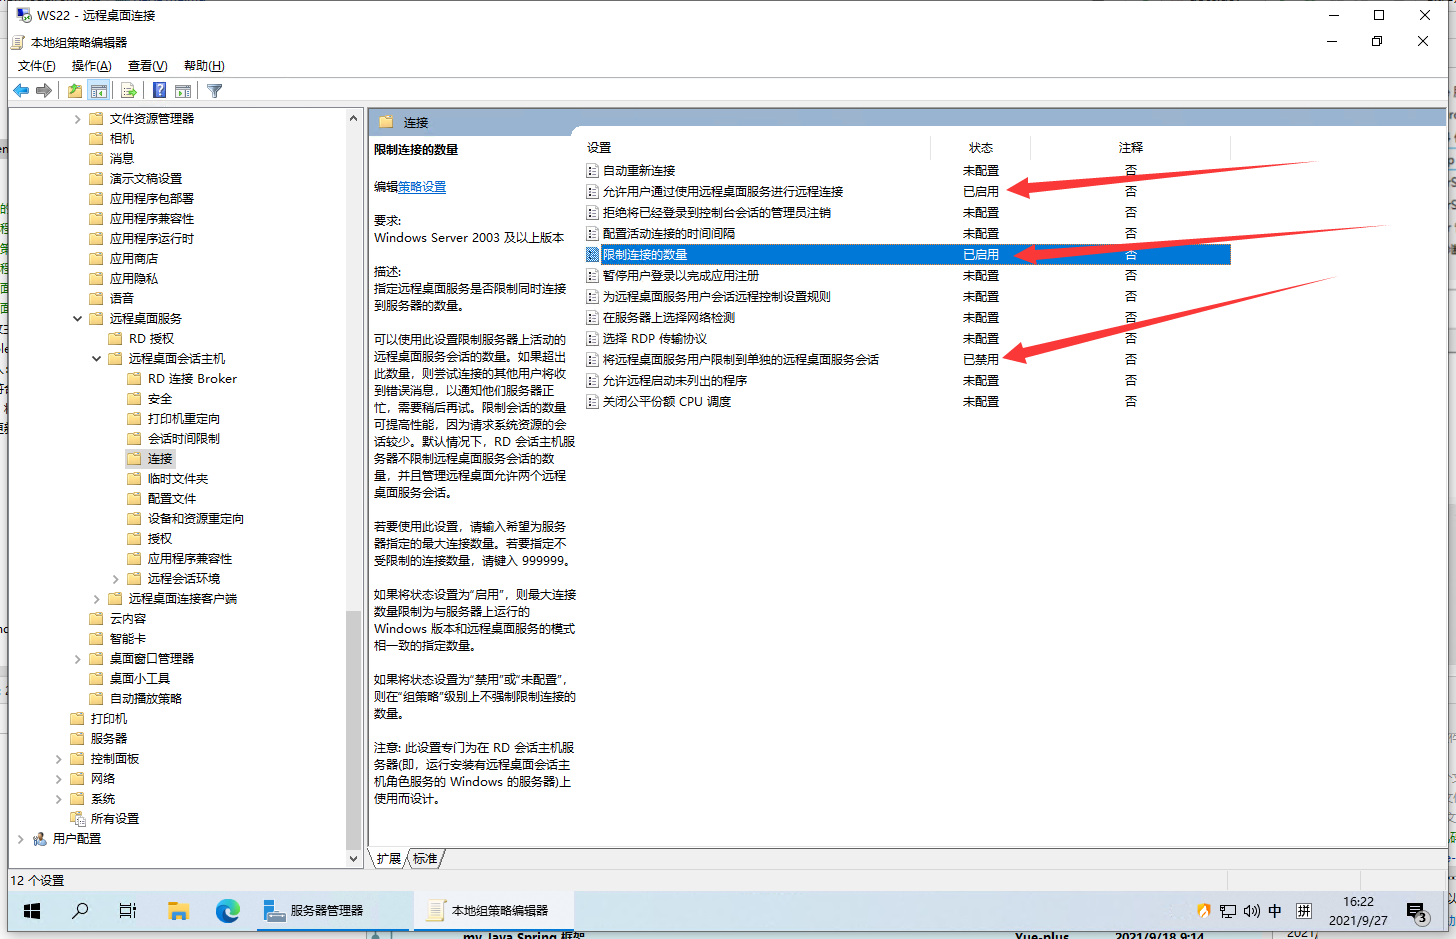 WS22 - 远程桌面连接
本地组策略编辑器
文件(F) 操作(A) 查看(V) 帮助(H)
文件资源管理器
相机
消息
演示文稿设置
应用程序包部署
应用程序兼容性
应用程序运行时
应用商店
应用隐私
语音
远程桌面服务
RD 授权
远程桌面会话主机
RD 连接 Broker
安全
打印机重定向
会话时间限制
连接
临时文件夹
配置文件
设备和资源重定向
授权
应用程序兼容性
远程会话环境
远程桌面连接客户端
云内容
智能卡
桌面窗口管理器
桌面小工具
自动播放策略
打印机
服务器
控制面板
网络
系统
所有设置
用户配置
连接
限制连接的数量
编辑策略设置
要求:
Windows Server 2003 及以上版本
描述:
指定远程桌面服务是否限制同时连接
到服务器的数量。
可以使用此设置限制服务器上活动的
远程桌面服务会话的数量。如果超出
此数量，则尝试连接的其他用户将收
到错误消息，以通知他们服务器正
忙，需要稍后再试。限制会话的数量
可提高性能，因为请求系统资源的会
话较少。默认情况下，RD 会话主机服
务器不限制远程桌面服务会话的数
量，并且管理远程桌面允许两个远程
桌面服务会话。
若要使用此设置，请输入希望为服务
器指定的最大连接数量。若要指定不
受限制的连接数量，请键入 999999。
如果将状态设置为“启用”，则最大连接
数量限制为与服务器上运行的
Windows 版本和远程桌面服务的模式
相一致的指定数量。
如果将状态设置为“禁用”或“未配置”，
则在“组策略”级别上不强制限制连接的
数量。
注意: 此设置专门为在 RD 会话主机服
务器(即，运行安装有远程桌面会话主
机角色服务的 Windows 的服务器)上
使用而设计。
设置 状态 注释
自动重新连接 未配置 否
允许用户通过使用远程桌面服务进行远程连接 已启用 否
拒绝将已经登录到控制台会话的管理员注销 未配置 否
配置活动连接的时间间隔 未配置 否
限制连接的数量 已启用 否
暂停用户登录以完成应用注册 未配置 否
为远程桌面服务用户会话远程控制设置规则 未配置 否
在服务器上选择网络检测 未配置 否
选择 RDP 传输协议 未配置 否
将远程桌面服务用户限制到单独的远程桌面服务会话 已禁用 否
允许远程启动未列出的程序 未配置 否
关闭公平份额 CPU 调度 未配置 否
扩展 标准
12 个设置
服务器管理器 本地组策略编辑器 中 拼 16:22
2021/9/27 3
my Java Spring 框架 Yue-plus 2021/9/18 9:14 2021/